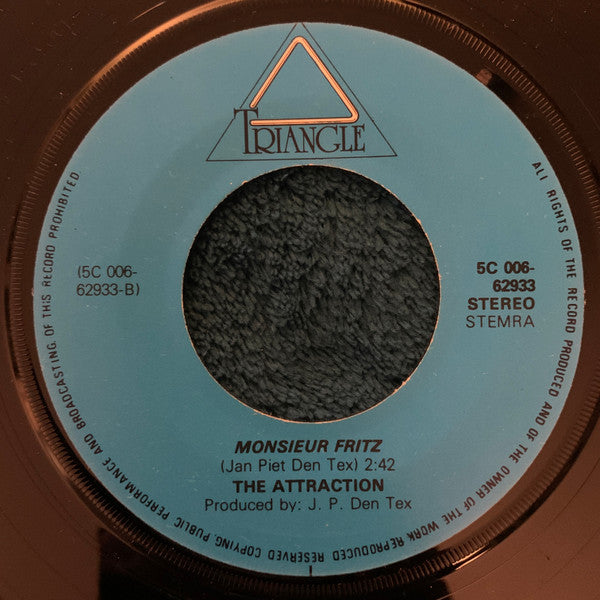 TRIANGLE
(5C 006-
62933-B)
5C 006-
62933
STEREO
STEMRA
MONSIEUR FRITZ
(Jan Piet Den Tex) 2:42
THE ATTRACTION
Produced by: J. P. Den Tex
ALL RIGHTS OF THE RECORD PRODUCED AND OF THE OWNER OF THE WORK REPRODUCED RESERVED COPYING, PUBLIC PERFORMANCE AND BROADCASTING OF THIS RECORD PROHIBITED